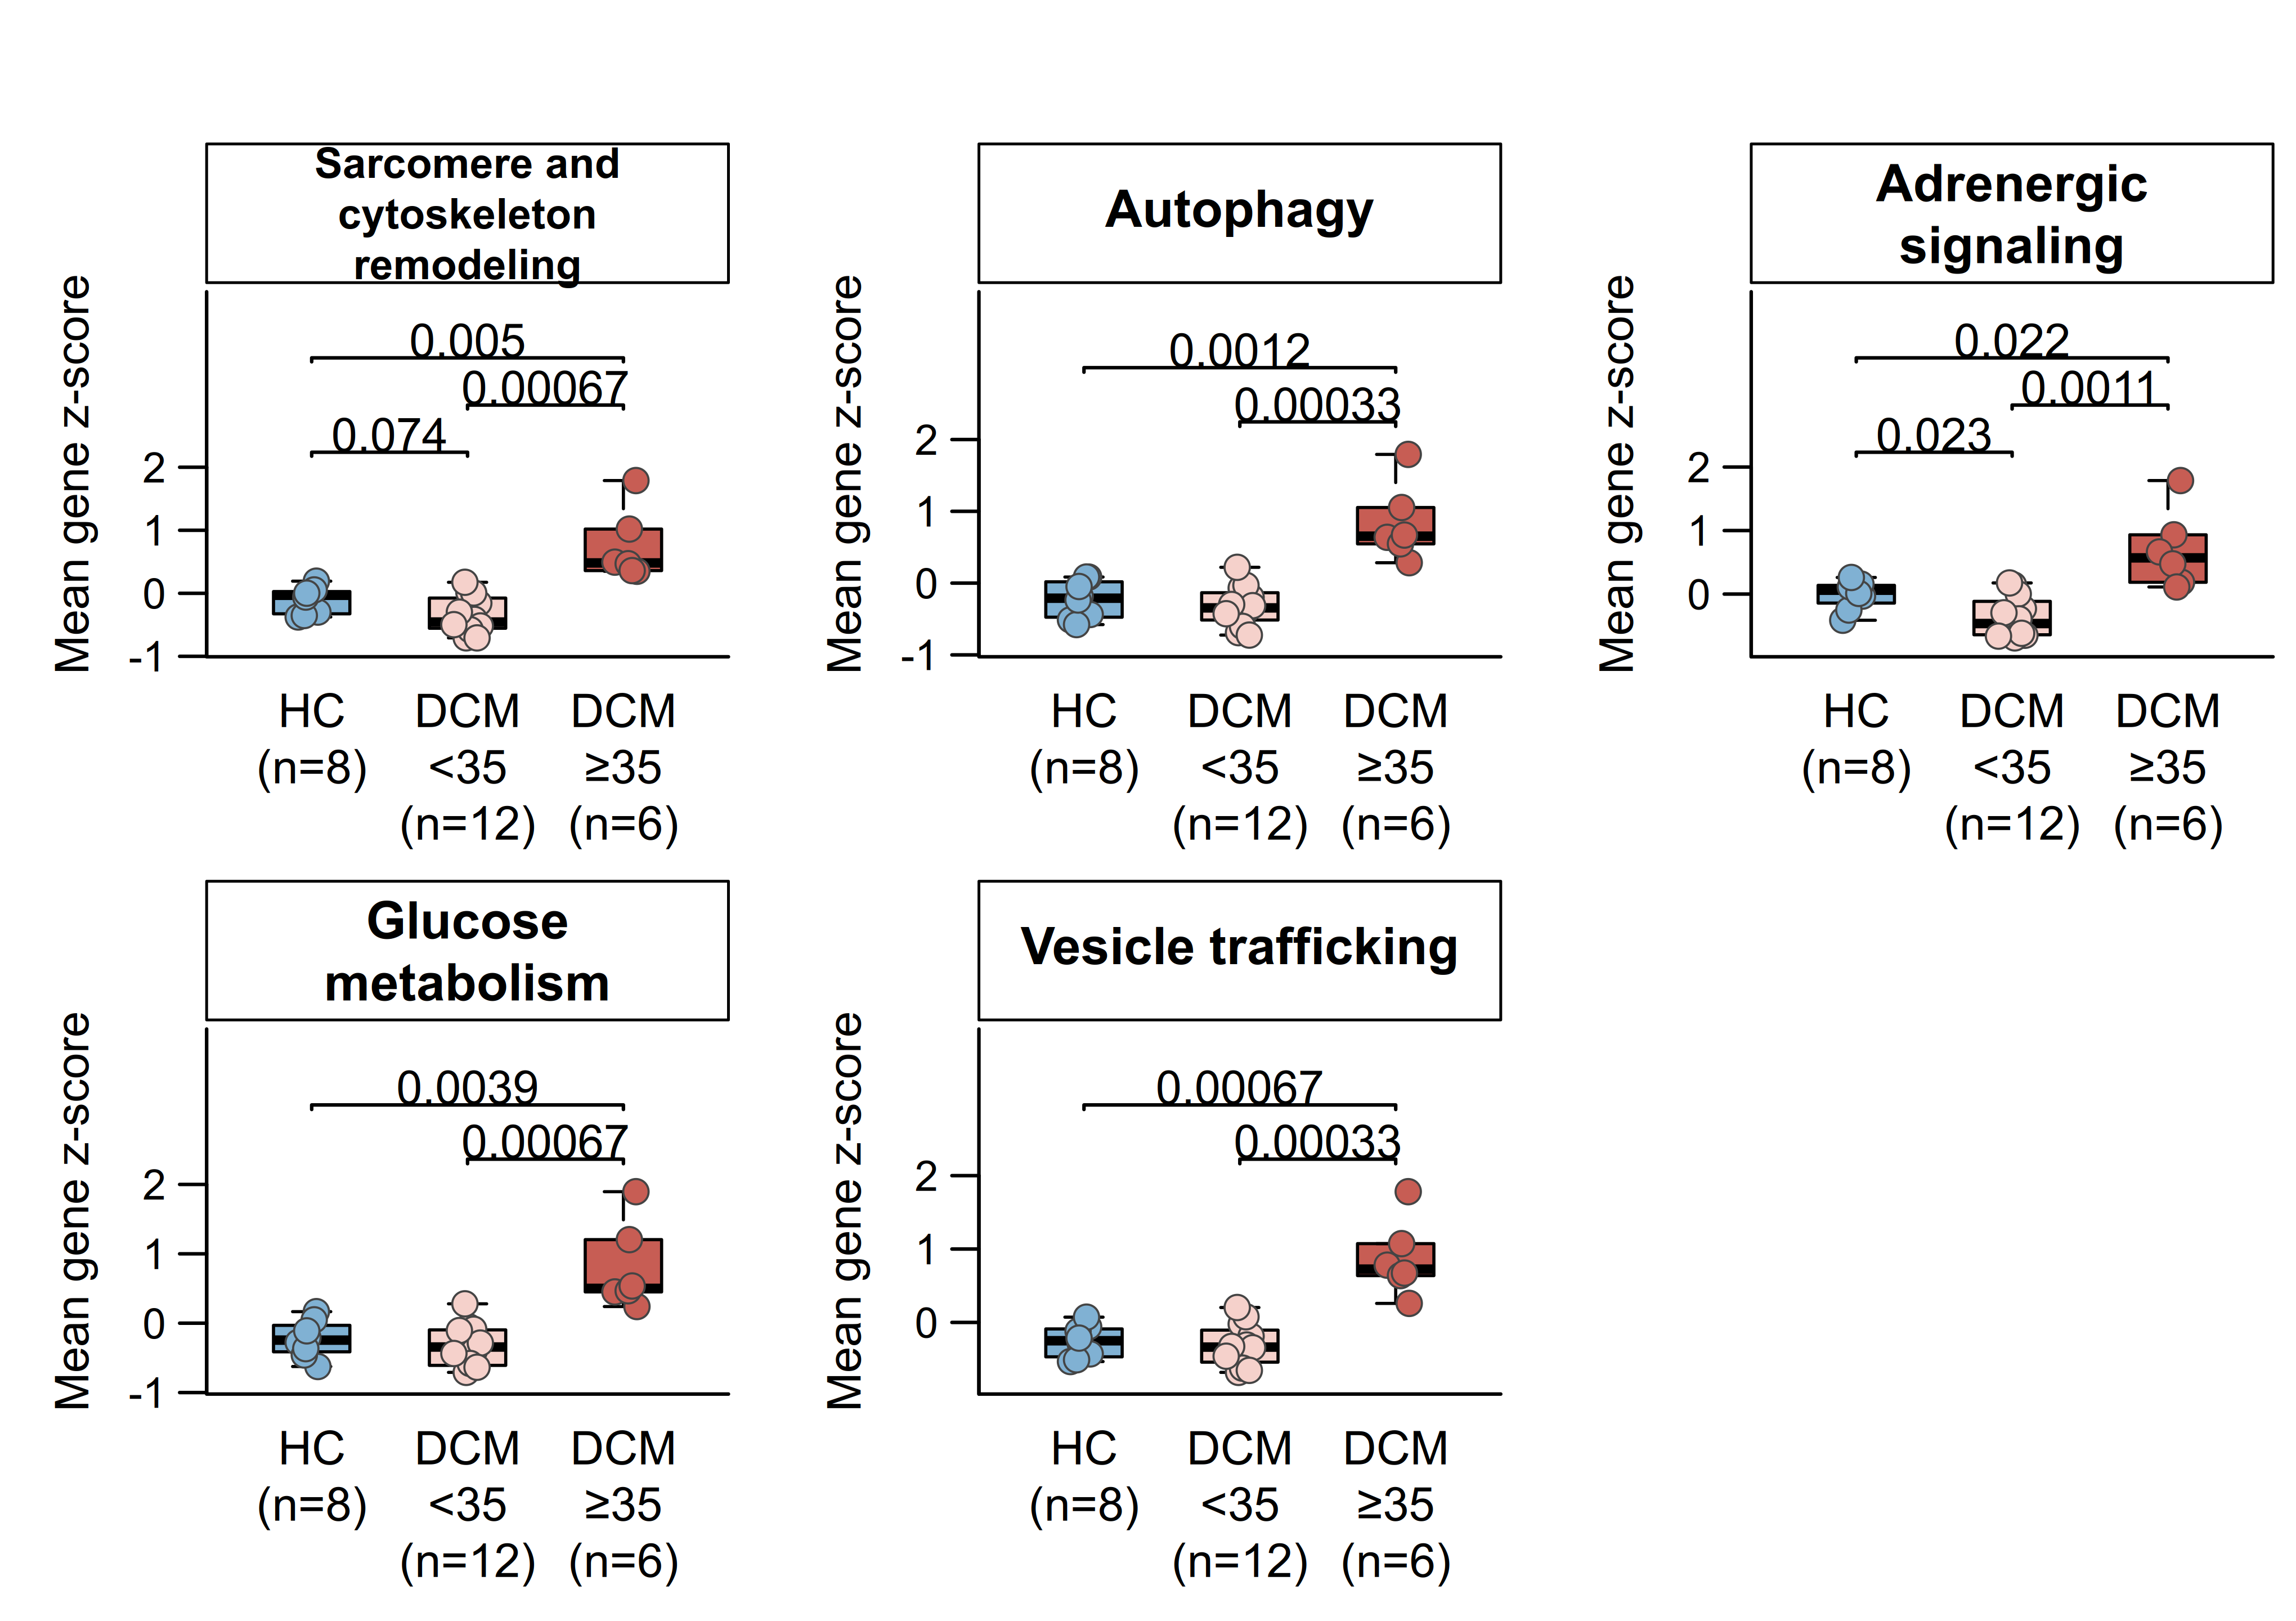 Sarcomere and
cytoskeleton
remodeling
Mean gene z-score
0.005
0.00067
0.074
2
1
0
-1
HC
(n=8)
DCM
<35
(n=12)
DCM
≥35
(n=6)
Autophagy
Mean gene z-score
0.0012
0.00033
2
1
0
-1
HC
(n=8)
DCM
<35
(n=12)
DCM
≥35
(n=6)
Adrenergic
signaling
Mean gene z-score
0.022
0.0011
0.023
2
1
0
HC
(n=8)
DCM
<35
(n=12)
DCM
≥35
(n=6)
Glucose
metabolism
Mean gene z-score
0.0039
0.00067
2
1
0
-1
HC
(n=8)
DCM
<35
(n=12)
DCM
≥35
(n=6)
Vesicle trafficking
Mean gene z-score
0.00067
0.00033
2
1
0
HC
(n=8)
DCM
<35
(n=12)
DCM
≥35
(n=6)